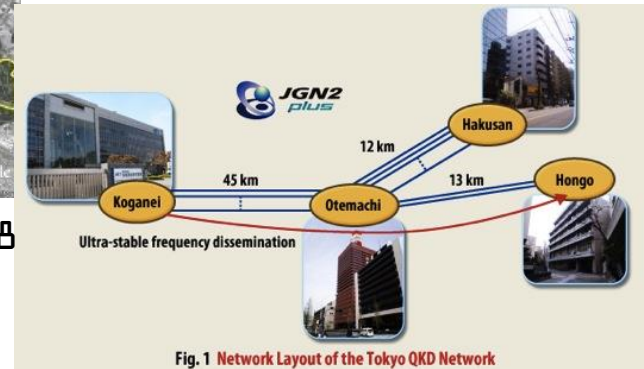 JGN2
plus
Hakusan
12 km
45 km
13 km
Hongo
Koganei
Otemachi
Ultra-stable frequency dissemination
Fig. 1 Network Layout of the Tokyo QKD Network